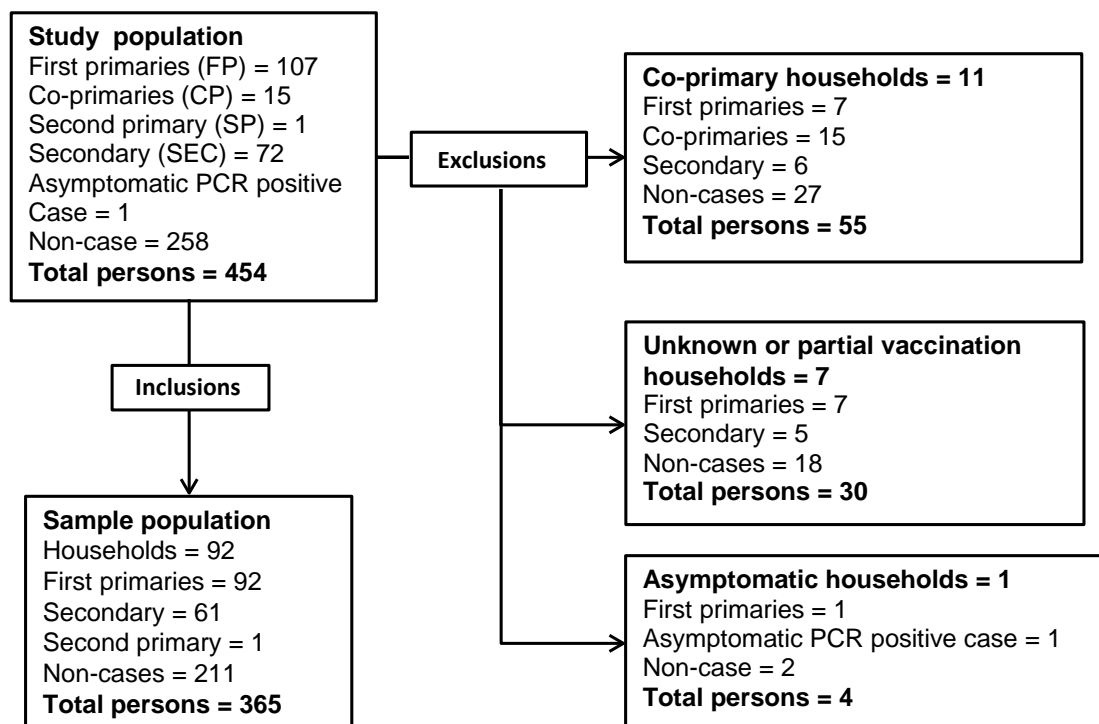 Study population
First primaries (FP) = 107
Co-primaries (CP) = 15
Second primary (SP) = 1
Secondary (SEC) = 72
Asymptomatic PCR positive
Case = 1
Non-case = 258
Total persons = 454
Exclusions
Co-primary households = 11
First primaries = 7
Co-primaries = 15
Secondary = 6
Non-cases = 27
Total persons = 55
Unknown or partial vaccination
households = 7
First primaries = 7
Secondary = 5
Non-cases = 18
Total persons = 30
Inclusions
Sample population
Households = 92
First primaries = 92
Secondary = 61
Second primary = 1
Non-cases = 211
Total persons = 365
Asymptomatic households = 1
First primaries = 1
Asymptomatic PCR positive case = 1
Non-case = 2
Total persons = 4